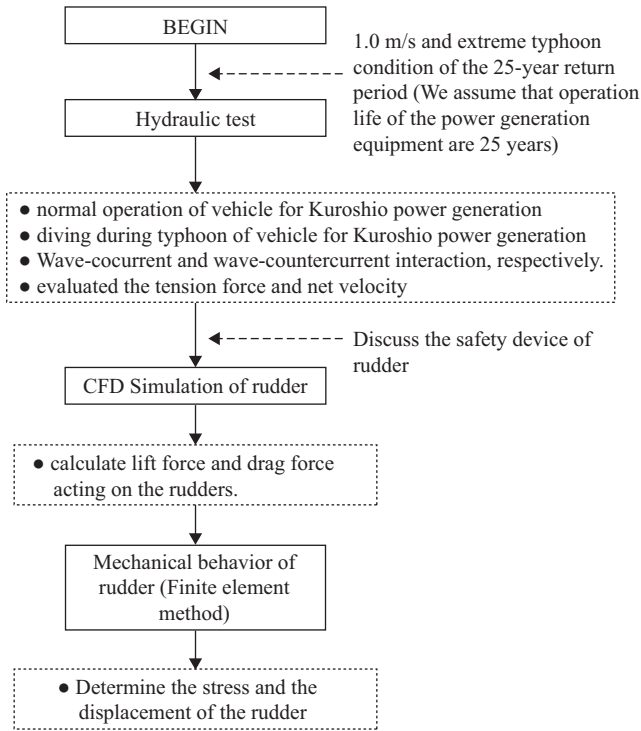 BEGIN
1.0 m/s and extreme typhoon
condition of the 25-year return
period (We assume that operation
life of the power generation
equipment are 25 years)
Hydraulic test
● normal operation of vehicle for Kuroshio power generation
● diving during typhoon of vehicle for Kuroshio power generation
● Wave-cocurrent and wave-countercurrent interaction, respectively.
● evaluated the tension force and net velocity
Discuss the safety device of
rudder
CFD Simulation of rudder
● calculate lift force and drag force
acting on the rudders.
Mechanical behavior of
rudder (Finite element
method)
● Determine the stress and the
displacement of the rudder